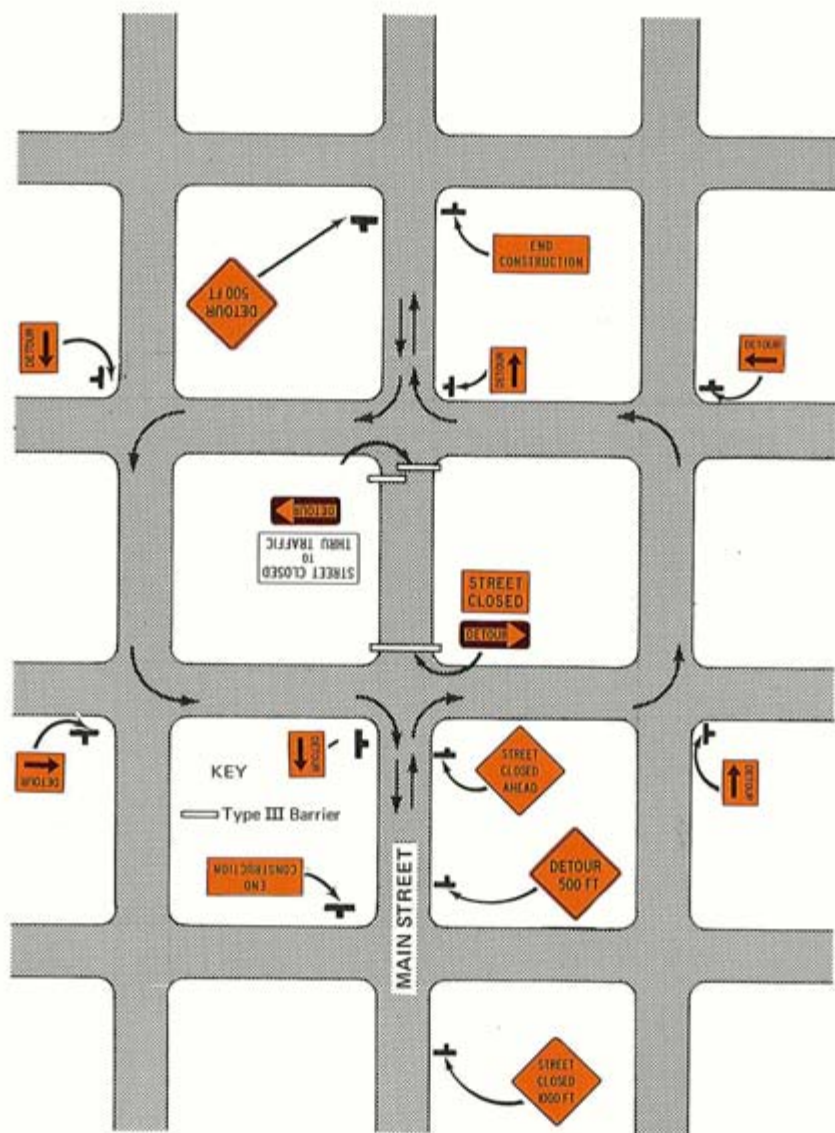 END
CONSTRUCTION
DETOUR
500 FT
DETOUR
DETOUR
DETOUR
DETOUR
STREET CLOSED
TO
THRU TRAFFIC
STREET
CLOSED
DETOUR
DETOUR
DETOUR
STREET
CLOSED
AHEAD
DETOUR
KEY
Type III Barrier
END
CONSTRUCTION
MAIN STREET
DETOUR
500 FT
STREET
CLOSED
1000 FT